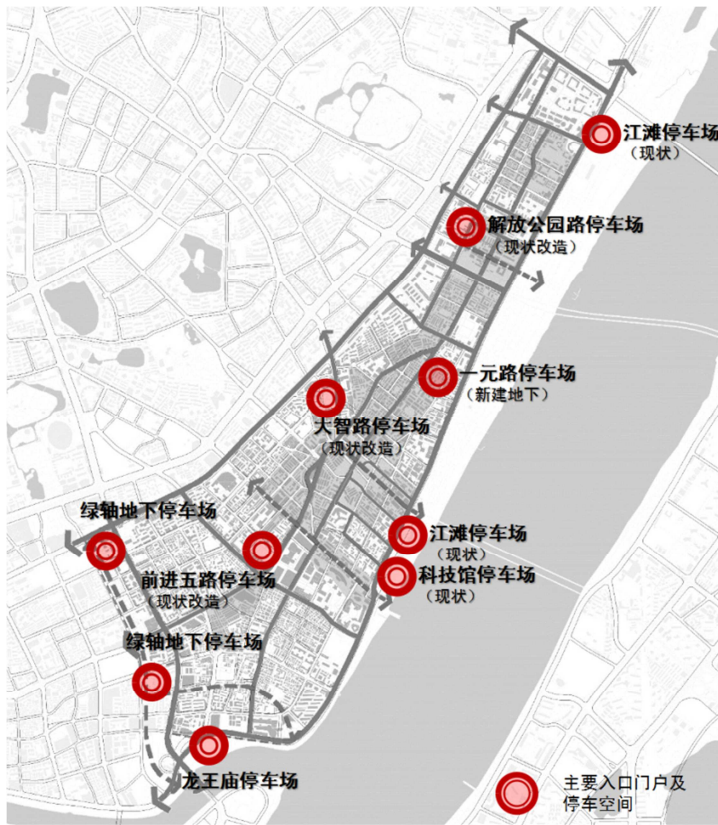 江滩停车场
（现状）
解放公园路停车场
（现状改造）
一元路停车场
（新建地下）
大智路停车场
（现状改造）
绿轴地下停车场
江滩停车场
（现状）
前进五路停车场
（现状改造）
科技馆停车场
（现状）
绿轴地下停车场
龙王庙停车场
主要入口门户及
停车空间